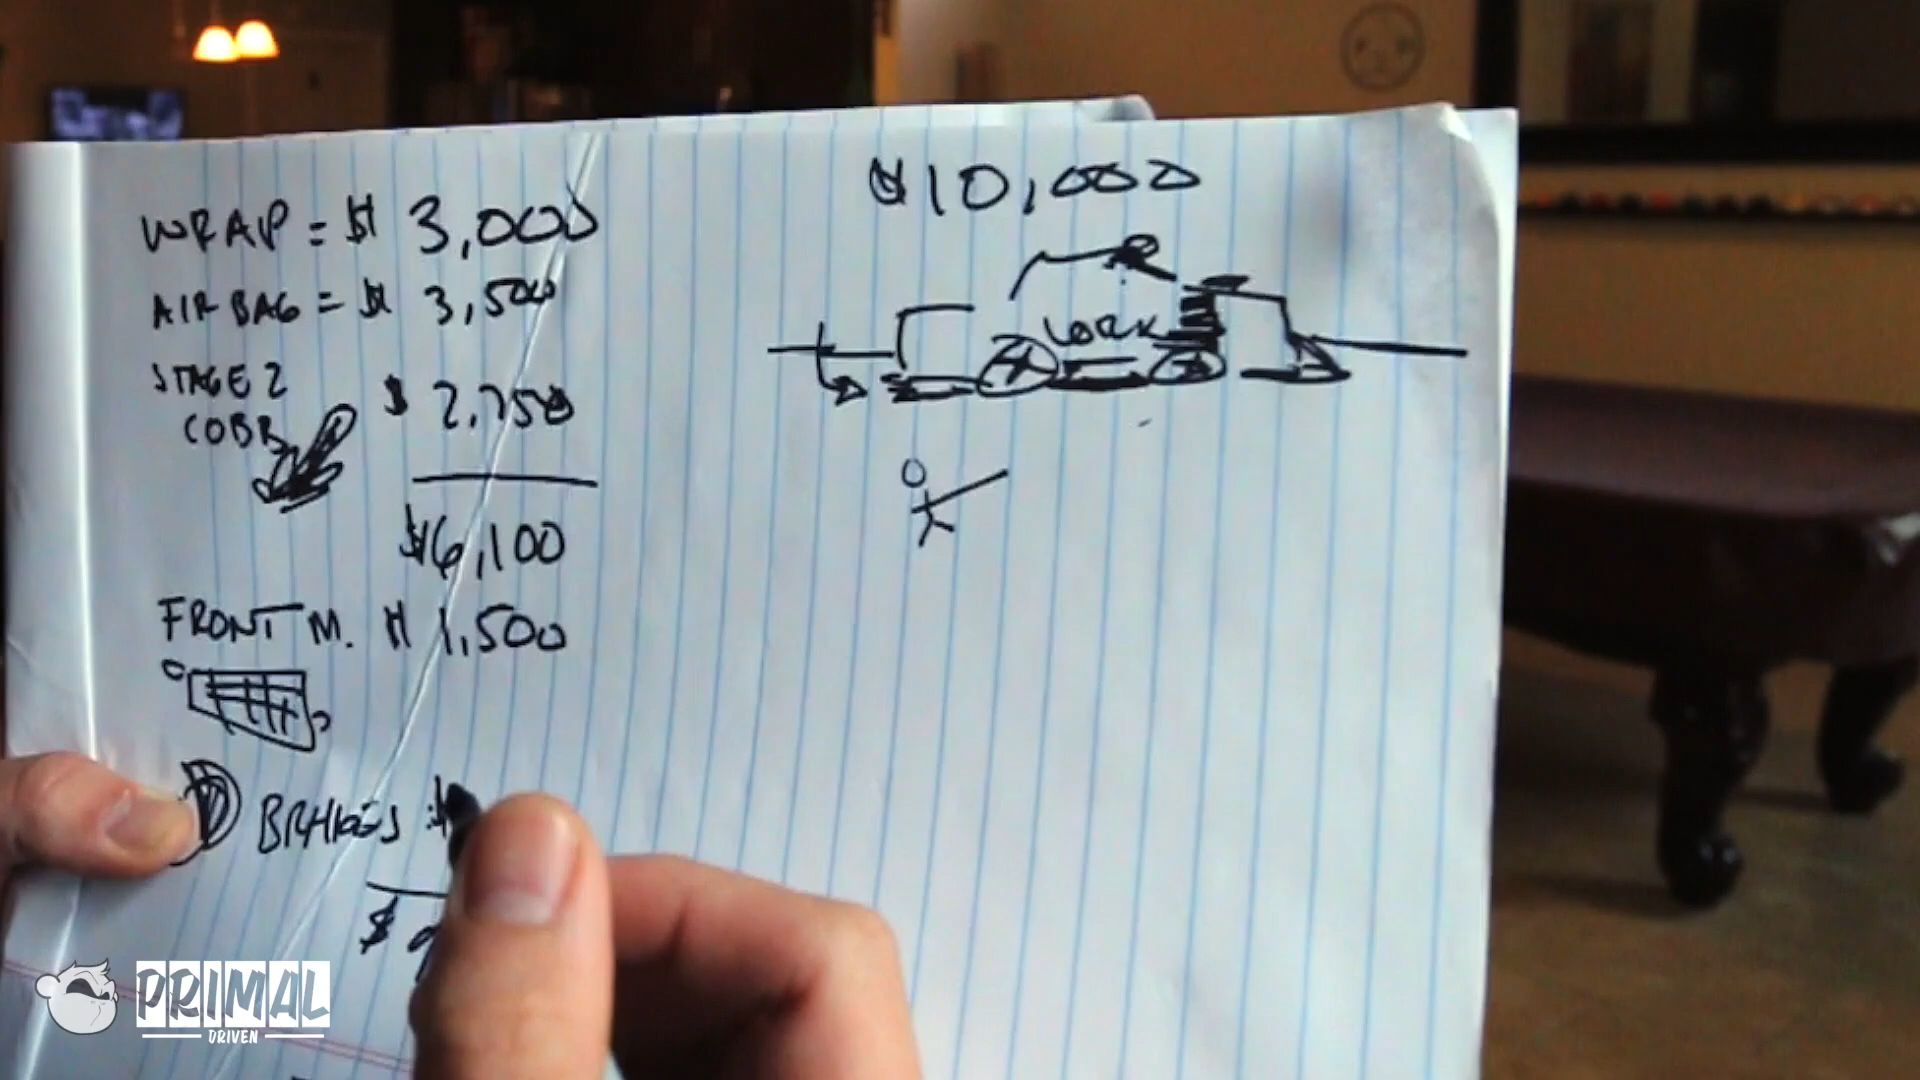 WRAP = $ 3,000
AIR BAG = $ 3,500
STAGE 2
COBB
$ 2,750
$6,100
FRONT M. $ 1,500
BRAKES $
$
$10,000
PRIMAL
DRIVEN